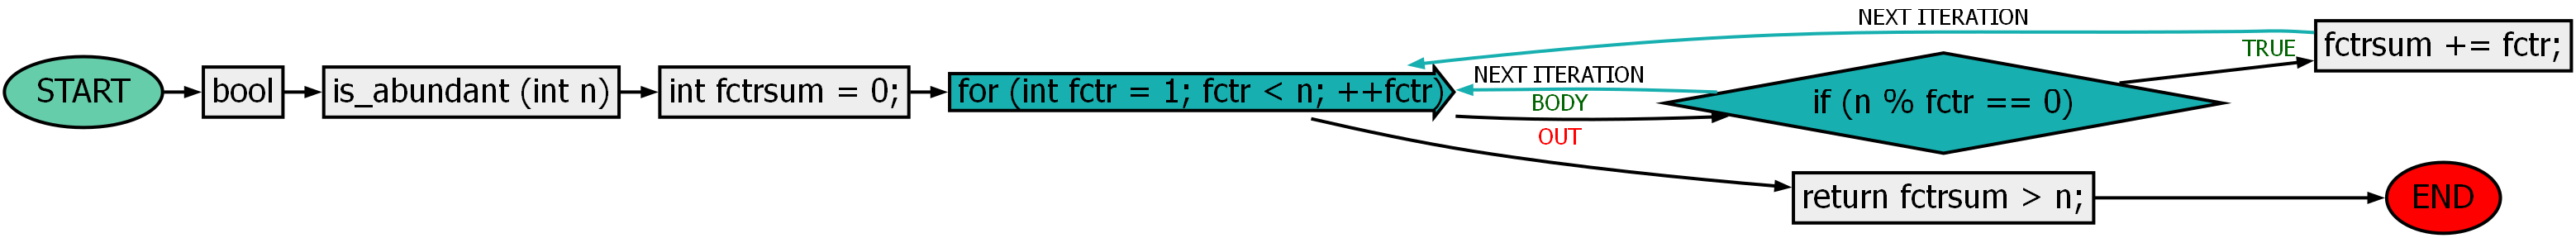 START
bool
is_abundant (int n)
int fctrsum = 0;
for (int fctr = 1; fctr < n; ++fctr)
NEXT ITERATION
NEXT ITERATION
BODY
OUT
if (n % fctr == 0)
TRUE
fctrsum += fctr;
return fctrsum > n;
END